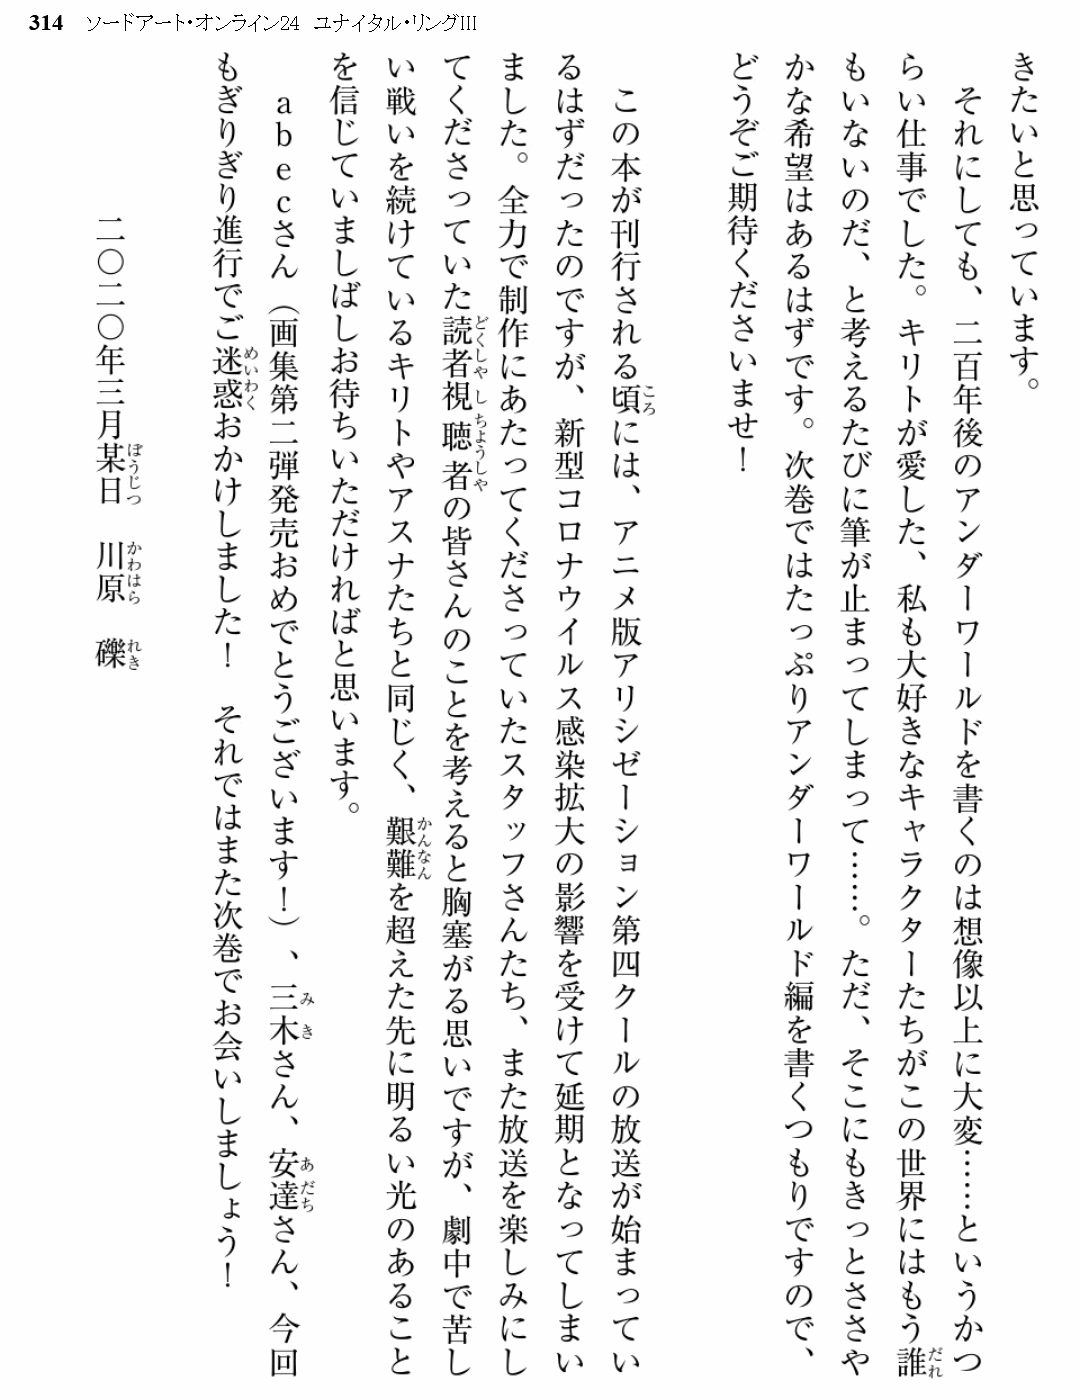 314 ソードアート・オンライン24 ユナイタル・リングIII
きたいと思っています。
　それにしても、二百年後のアンダーワールドを書くのは想像以上に大変……というかつ
らい仕事でした。キリトが愛した、私も大好きなキャラクターたちがこの世界にはもう誰
もいないのだ、と考えるたびに筆が止まってしまって……。ただ、そこにもきっとささや
かな希望はあるはずです。次巻ではたっぷりアンダーワールド編を書くつもりですので、
どうぞご期待くださいませ！
　この本が刊行される頃には、アニメ版アリシゼーション第四クールの放送が始まってい
るはずだったのですが、新型コロナウイルス感染拡大の影響を受けて延期となってしまい
ました。全力で制作にあたってくださっていたスタッフさんたち、また放送を楽しみにし
てくださっていた読者視聴者の皆さんのことを考えると胸塞がる思いですが、劇中で苦し
い戦いを続けているキリトやアスナたちと同じく、艱難を超えた先に明るい光のあること
を信じていましばしお待ちいただければと思います。
　abecさん（画集第二弾発売おめでとうございます！）、三木さん、安達さん、今回
もぎりぎり進行でご迷惑おかけしました！　それではまた次巻でお会いしましょう！
二〇二〇年三月某日　川原　礫